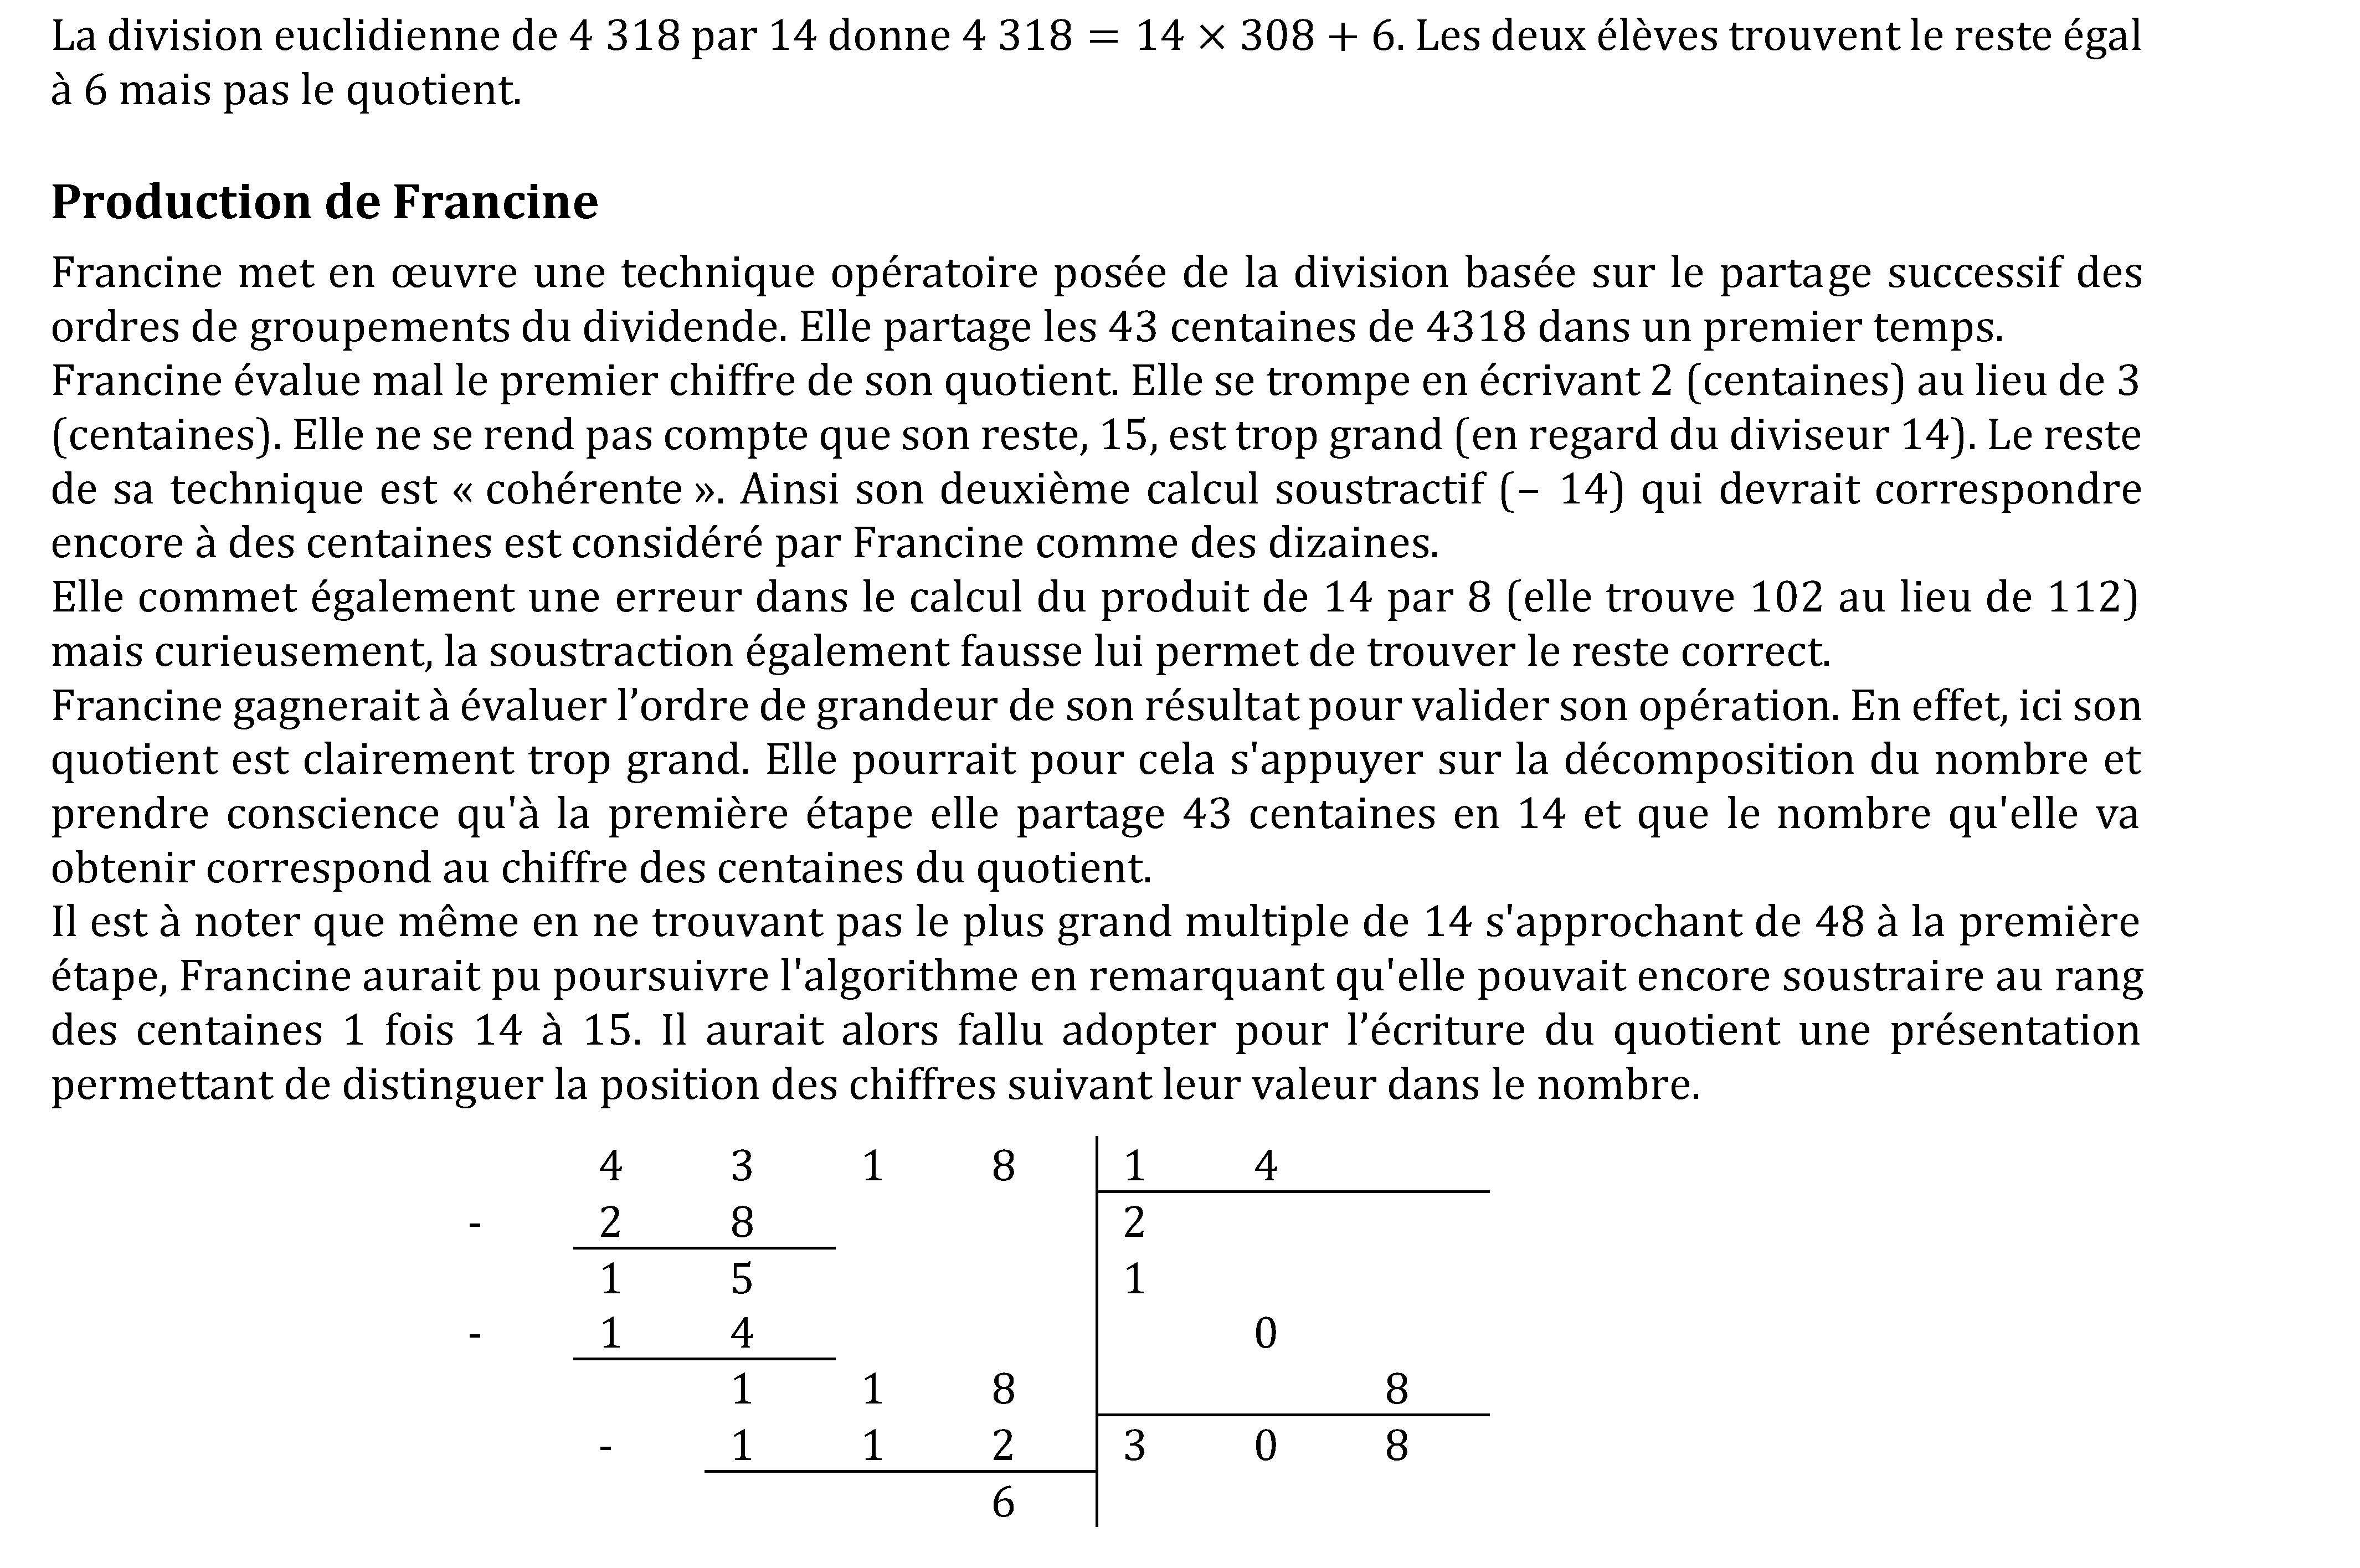 La division euclidienne de 4 318 par 14 donne 4 318 = 14 × 308 + 6. Les deux élèves trouvent le reste égal
à 6 mais pas le quotient.
Production de Francine
Francine met en œuvre une technique opératoire posée de la division basée sur le partage successif des
ordres de groupements du dividende. Elle partage les 43 centaines de 4318 dans un premier temps.
Francine évalue mal le premier chiffre de son quotient. Elle se trompe en écrivant 2 (centaines) au lieu de 3
(centaines). Elle ne se rend pas compte que son reste, 15, est trop grand (en regard du diviseur 14). Le reste
de sa technique est « cohérente ». Ainsi son deuxième calcul soustractif (– 14) qui devrait correspondre
encore à des centaines est considéré par Francine comme des dizaines.
Elle commet également une erreur dans le calcul du produit de 14 par 8 (elle trouve 102 au lieu de 112)
mais curieusement, la soustraction également fausse lui permet de trouver le reste correct.
Francine gagnerait à évaluer l’ordre de grandeur de son résultat pour valider son opération. En effet, ici son
quotient est clairement trop grand. Elle pourrait pour cela s'appuyer sur la décomposition du nombre et
prendre conscience qu'à la première étape elle partage 43 centaines en 14 et que le nombre qu'elle va
obtenir correspond au chiffre des centaines du quotient.
Il est à noter que même en ne trouvant pas le plus grand multiple de 14 s'approchant de 48 à la première
étape, Francine aurait pu poursuivre l'algorithme en remarquant qu'elle pouvait encore soustraire au rang
des centaines 1 fois 14 à 15. Il aurait alors fallu adopter pour l’écriture du quotient une présentation
permettant de distinguer la position des chiffres suivant leur valeur dans le nombre.
4 3 1 8 1 4
- 2 8 2
1 5 1
- 1 4 0
1 1 8 8
- 1 1 2 3 0 8
6